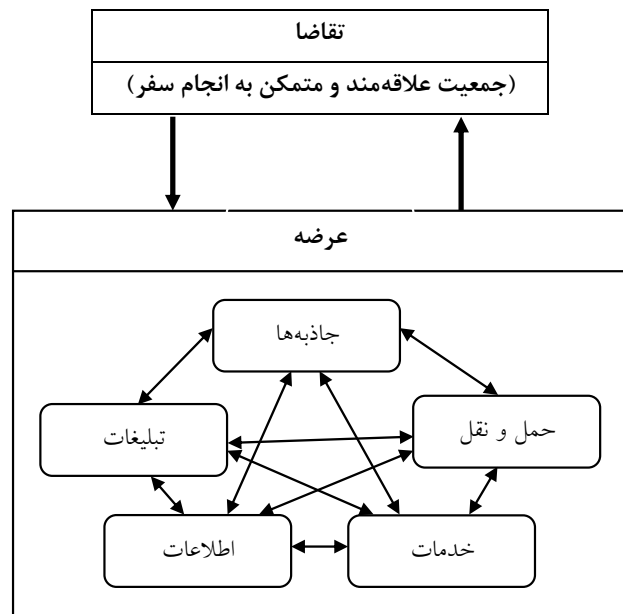 تقاضا
(جمعیت علاقه‌مند و متمکن به انجام سفر)
عرضه
جاذبه‌ها
حمل و نقل
تبلیغات
خدمات
اطلاعات